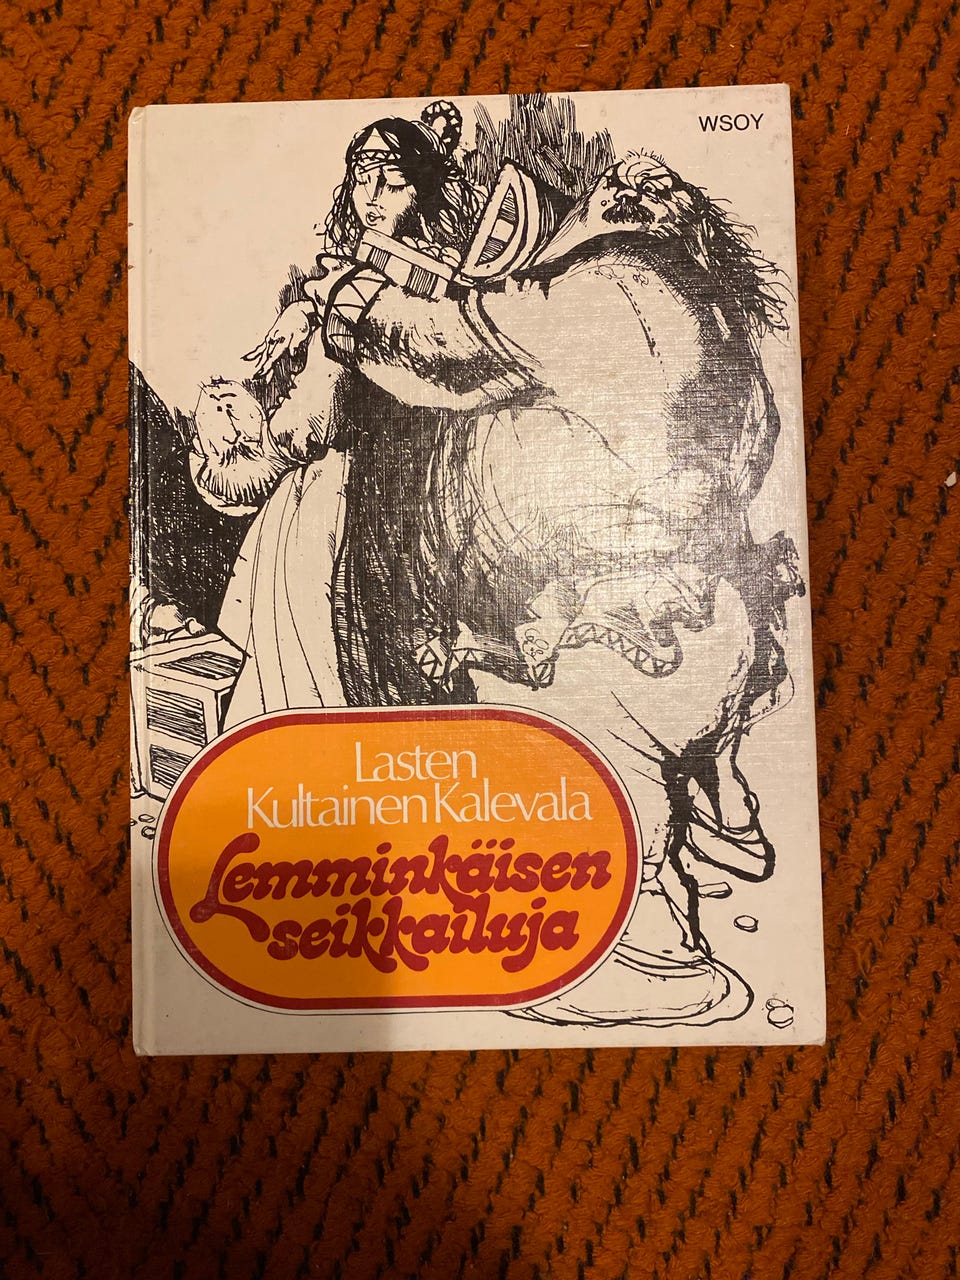 WSOY
Lasten
Kultainen Kalevala
Lemminkäisen
seikkailuja